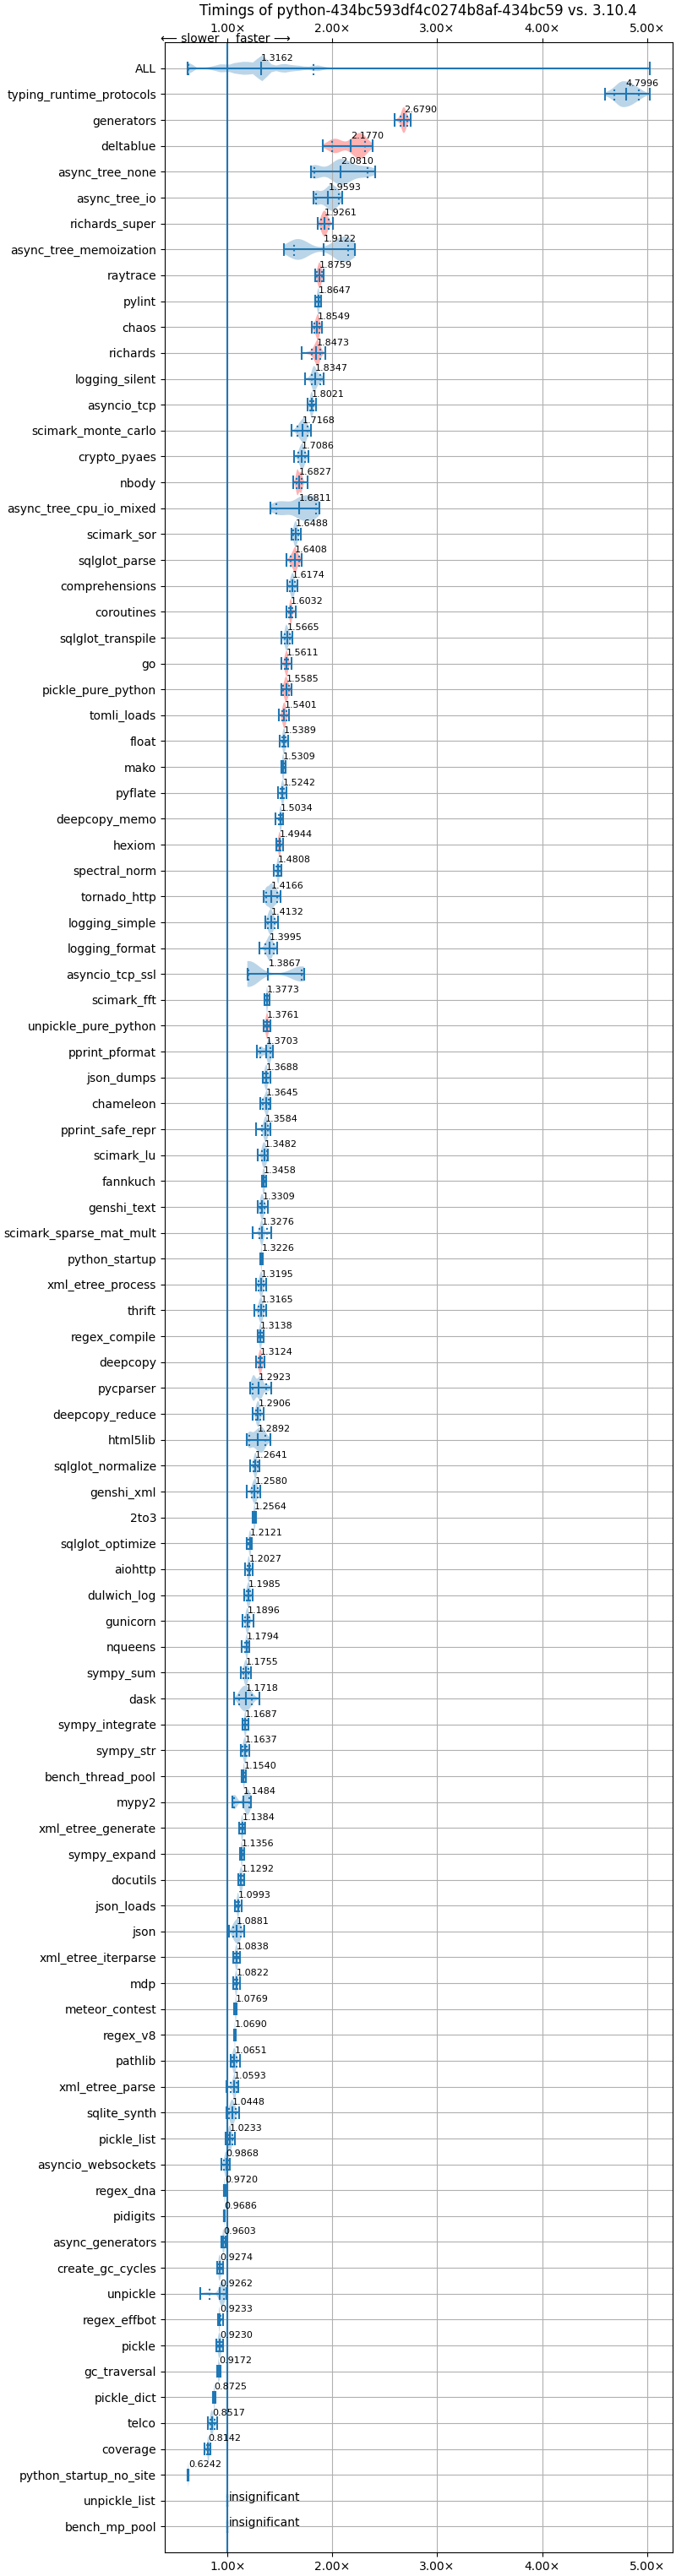 Timings of python-434bc593df4c0274b8af-434bc59 vs. 3.10.4
1.00× 2.00× 3.00× 4.00× 5.00×
⟵ slower faster ⟶
ALL 1.3162
typing_runtime_protocols 4.7996
generators 2.6790
deltablue 2.1770
async_tree_none 2.0810
async_tree_io 1.9593
richards_super 1.9261
async_tree_memoization 1.9122
raytrace 1.8759
pylint 1.8647
chaos 1.8549
richards 1.8473
logging_silent 1.8347
asyncio_tcp 1.8021
scimark_monte_carlo 1.7168
crypto_pyaes 1.7086
nbody 1.6827
async_tree_cpu_io_mixed 1.6811
scimark_sor 1.6488
sqlglot_parse 1.6408
comprehensions 1.6174
coroutines 1.6032
sqlglot_transpile 1.5665
go 1.5611
pickle_pure_python 1.5585
tomli_loads 1.5401
float 1.5389
mako 1.5309
pyflate 1.5242
deepcopy_memo 1.5034
hexiom 1.4944
spectral_norm 1.4808
tornado_http 1.4166
logging_simple 1.4132
logging_format 1.3995
asyncio_tcp_ssl 1.3867
scimark_fft 1.3773
unpickle_pure_python 1.3761
pprint_pformat 1.3703
json_dumps 1.3688
chameleon 1.3645
pprint_safe_repr 1.3584
scimark_lu 1.3482
fannkuch 1.3458
genshi_text 1.3309
scimark_sparse_mat_mult 1.3276
python_startup 1.3226
xml_etree_process 1.3195
thrift 1.3165
regex_compile 1.3138
deepcopy 1.3124
pycparser 1.2923
deepcopy_reduce 1.2906
html5lib 1.2892
sqlglot_normalize 1.2641
genshi_xml 1.2580
2to3 1.2564
sqlglot_optimize 1.2121
aiohttp 1.2027
dulwich_log 1.1985
gunicorn 1.1896
nqueens 1.1794
sympy_sum 1.1755
dask 1.1718
sympy_integrate 1.1687
sympy_str 1.1637
bench_thread_pool 1.1540
mypy2 1.1484
xml_etree_generate 1.1384
sympy_expand 1.1356
docutils 1.1292
json_loads 1.0993
json 1.0881
xml_etree_iterparse 1.0838
mdp 1.0822
meteor_contest 1.0769
regex_v8 1.0690
pathlib 1.0651
xml_etree_parse 1.0593
sqlite_synth 1.0448
pickle_list 1.0233
asyncio_websockets 0.9868
regex_dna 0.9720
pidigits 0.9686
async_generators 0.9603
create_gc_cycles 0.9274
unpickle 0.9262
regex_effbot 0.9233
pickle 0.9230
gc_traversal 0.9172
pickle_dict 0.8725
telco 0.8517
coverage 0.8142
python_startup_no_site 0.6242
unpickle_list insignificant
bench_mp_pool insignificant
1.00× 2.00× 3.00× 4.00× 5.00×